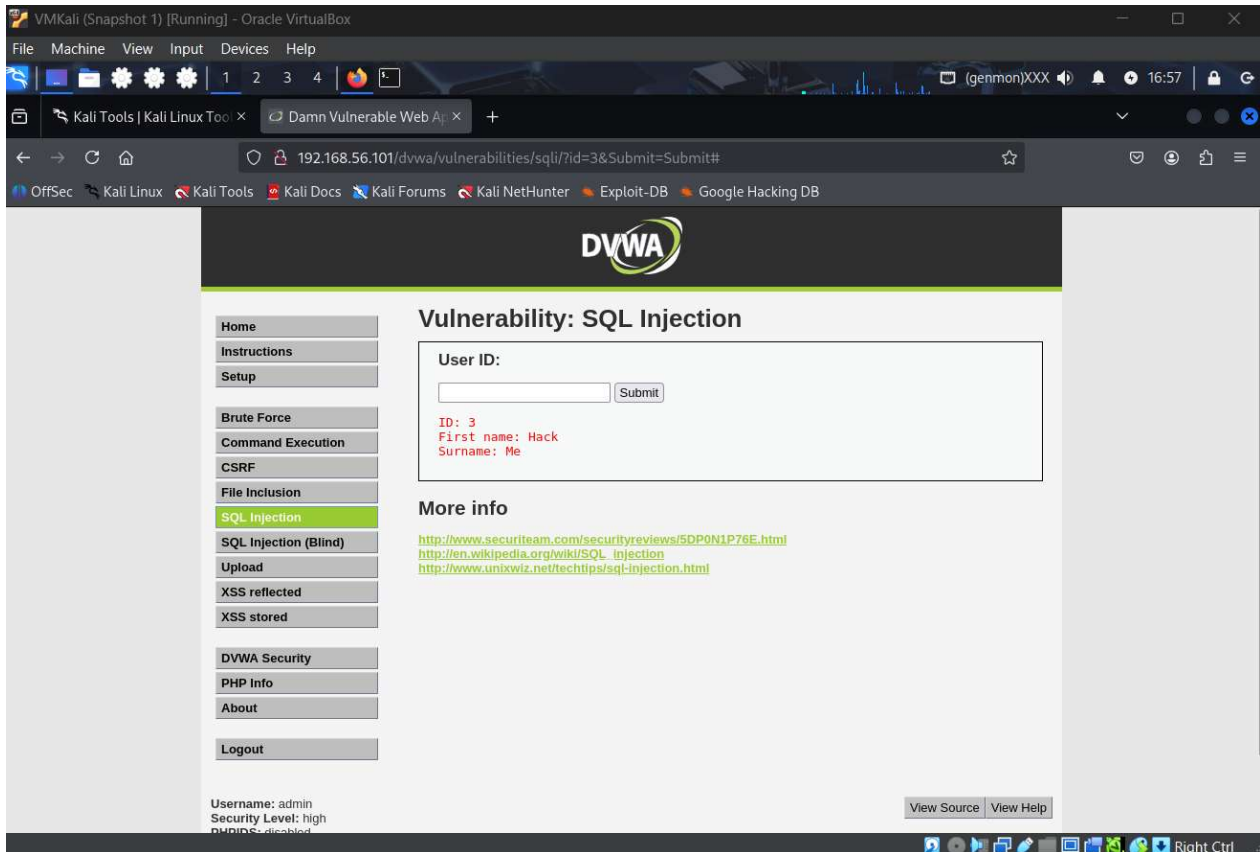 VMKali (Snapshot 1) [Running] - Oracle VirtualBox
File Machine View Input Devices Help
1 2 3 4 (genmon)XXX 16:57
Kali Tools | Kali Linux Tool Damn Vulnerable Web Ap
192.168.56.101/dvwa/vulnerabilities/sqli/?id=3&Submit=Submit#
OffSec Kali Linux Kali Tools Kali Docs Kali Forums Kali NetHunter Exploit-DB Google Hacking DB
DVWA
Home
Instructions
Setup
Brute Force
Command Execution
CSRF
File Inclusion
SQL Injection
SQL Injection (Blind)
Upload
XSS reflected
XSS stored
DVWA Security
PHP Info
About
Logout
Vulnerability: SQL Injection
User ID:
Submit
ID: 3
First name: Hack
Surname: Me
More info
http://www.securiteam.com/securityreviews/5DP0N1P76E.html
http://en.wikipedia.org/wiki/SQL_injection
http://www.unixwiz.net/techtips/sql-injection.html
Username: admin
Security Level: high
PHPIDS: disabled
View Source View Help
Right Ctrl